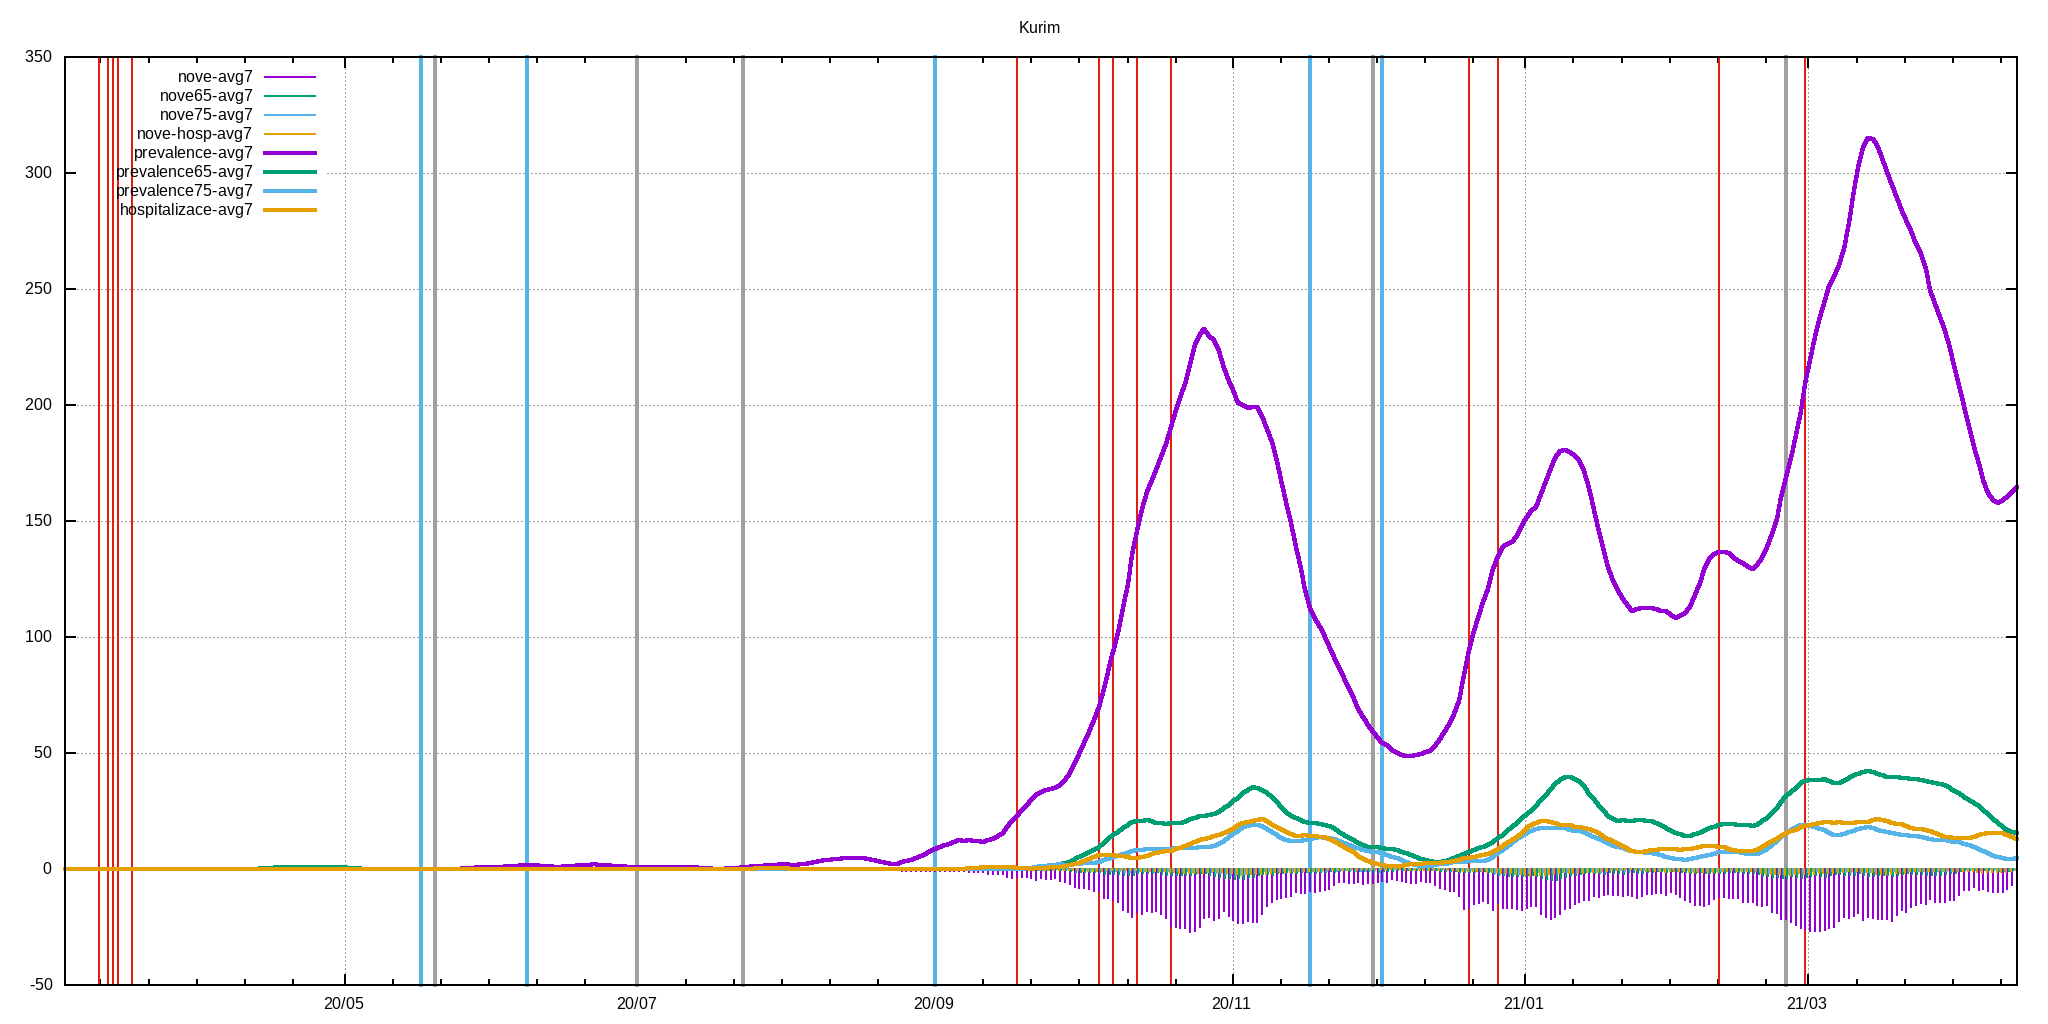 Kurim
350
300
250
200
150
100
50
0
-50
nove-avg7
nove65-avg7
nove75-avg7
nove-hosp-avg7
prevalence-avg7
prevalence65-avg7
prevalence75-avg7
hospitalizace-avg7
20/05 20/07 20/09 20/11 21/01 21/03